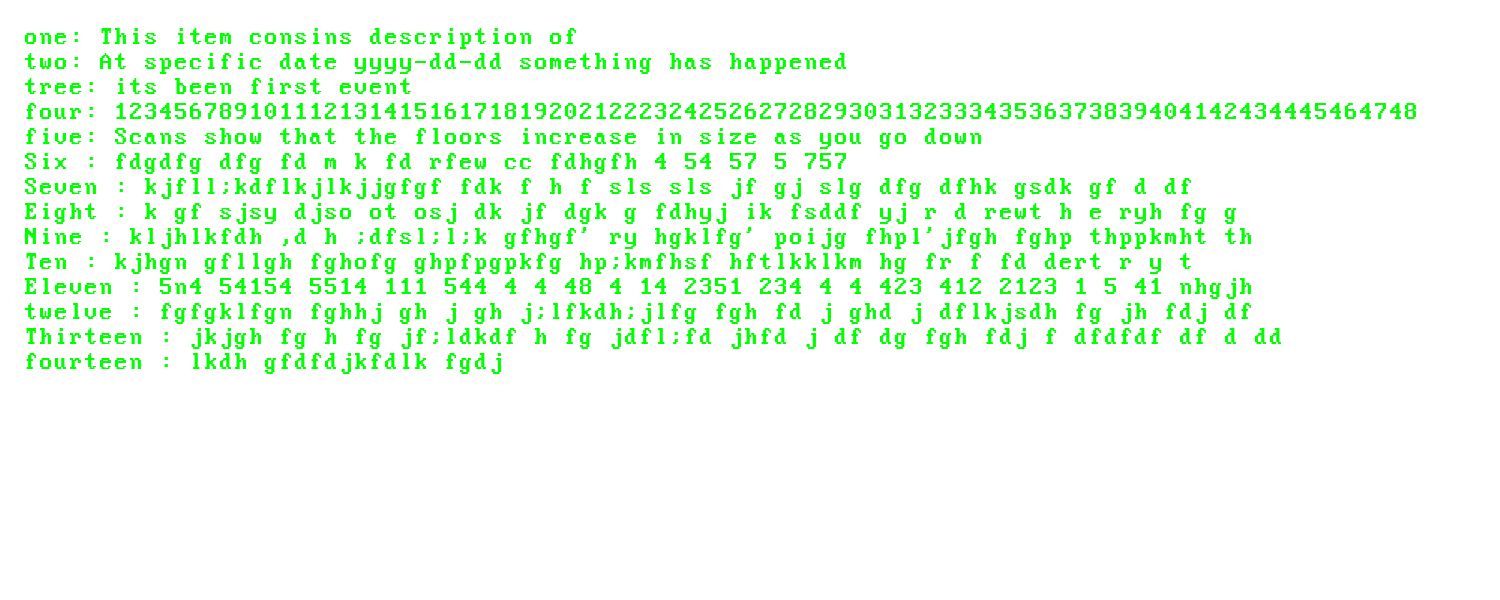 one: This item consins description of
two: At specific date yyyy-dd-dd something has happened
tree: its been first event
four: 123456789101112131415161718192021222324252627282930313233343536373839404142434445464748
five: Scans show that the floors increase in size as you go down
Six : fdgdfg dfg fd m k fd rfew cc fdhgfh 4 54 57 5 757
Seven : kjfll;kdflkjlkjjgfgf fdk f h f sls sls jf gj slg dfg dfhk gsdk gf d df
Eight : k gf sjsy djso ot osj dk jf dgk g fdhyj ik fsddf yj r d rewt h e ryh fg g
Nine : kljhlkfdh ,d h ;dfsl;l;k gfhgf' ry hgklfg' poijg fhpl'jfgh fghp thppkmht th
Ten : kjhgn gfllgh fghofg ghpfpgpkfg hp;kmfhsf hftlkklkm hg fr f fd dert r y t
Eleven : 5n4 54154 5514 111 544 4 4 48 4 14 2351 234 4 4 423 412 2123 1 5 41 nhgjh
twelve : fgfgklfgn fghhj gh j gh j;lfkdh;jlfg fgh fd j ghd j dflkjsdh fg jh fdj df
Thirteen : jkjgh fg h fg jf;ldkdf h fg jdfl;fd jhfd j df dg fgh fdj f dfdfdf df d dd
fourteen : lkdh gfdfdjkfdlk fgdj